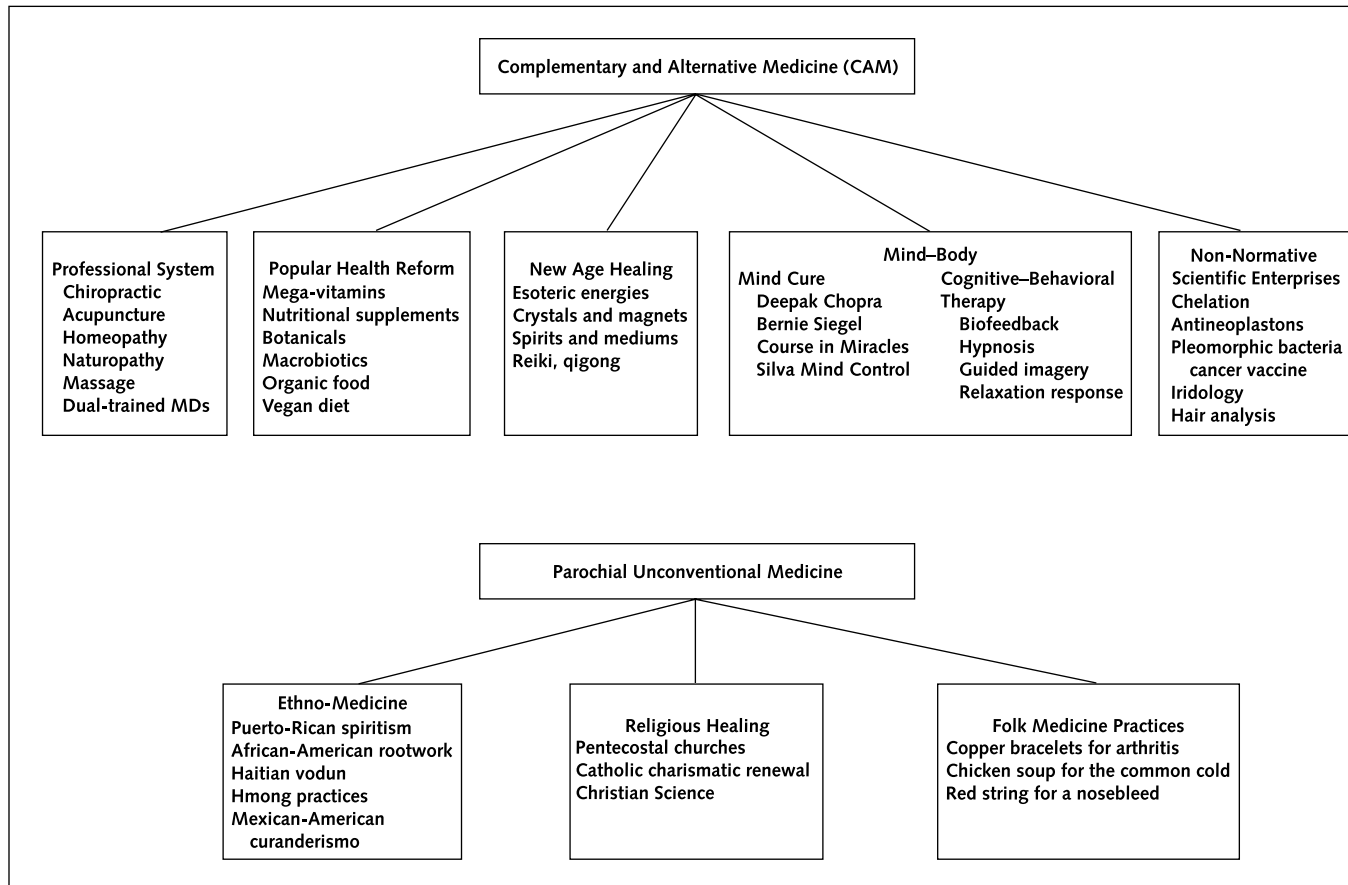 Complementary and Alternative Medicine (CAM)
Professional System
Chiropractic
Acupuncture
Homeopathy
Naturopathy
Massage
Dual-trained MDs
Popular Health Reform
Mega-vitamins
Nutritional supplements
Botanicals
Macrobiotics
Organic food
Vegan diet
New Age Healing
Esoteric energies
Crystals and magnets
Spirits and mediums
Reiki, qigong
Mind–Body
Mind Cure
Deepak Chopra
Bernie Siegel
Course in Miracles
Silva Mind Control
Cognitive–Behavioral
Therapy
Biofeedback
Hypnosis
Guided imagery
Relaxation response
Non-Normative
Scientific Enterprises
Chelation
Antineoplastons
Pleomorphic bacteria
cancer vaccine
Iridology
Hair analysis
Parochial Unconventional Medicine
Ethno-Medicine
Puerto-Rican spiritism
African-American rootwork
Haitian vodun
Hmong practices
Mexican-American
curanderismo
Religious Healing
Pentecostal churches
Catholic charismatic renewal
Christian Science
Folk Medicine Practices
Copper bracelets for arthritis
Chicken soup for the common cold
Red string for a nosebleed